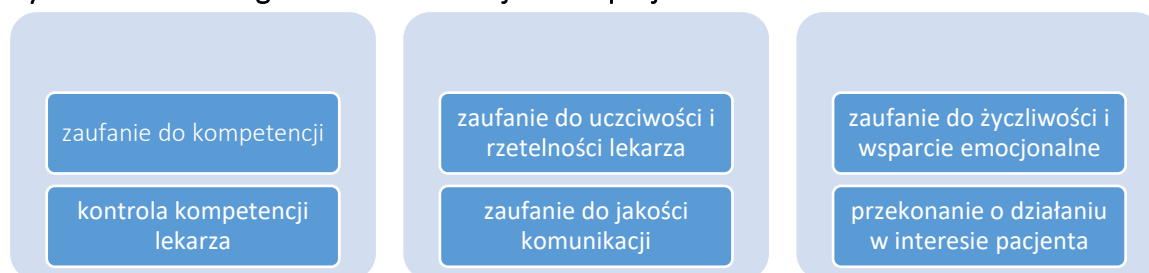 zaufanie do kompetencji
kontrola kompetencji
lekarza
zaufanie do uczciwości i
rzetelności lekarza
zaufanie do jakości
komunikacji
zaufanie do życzliwości i
wsparcie emocjonalne
przekonanie o działaniu
w interesie pacjenta